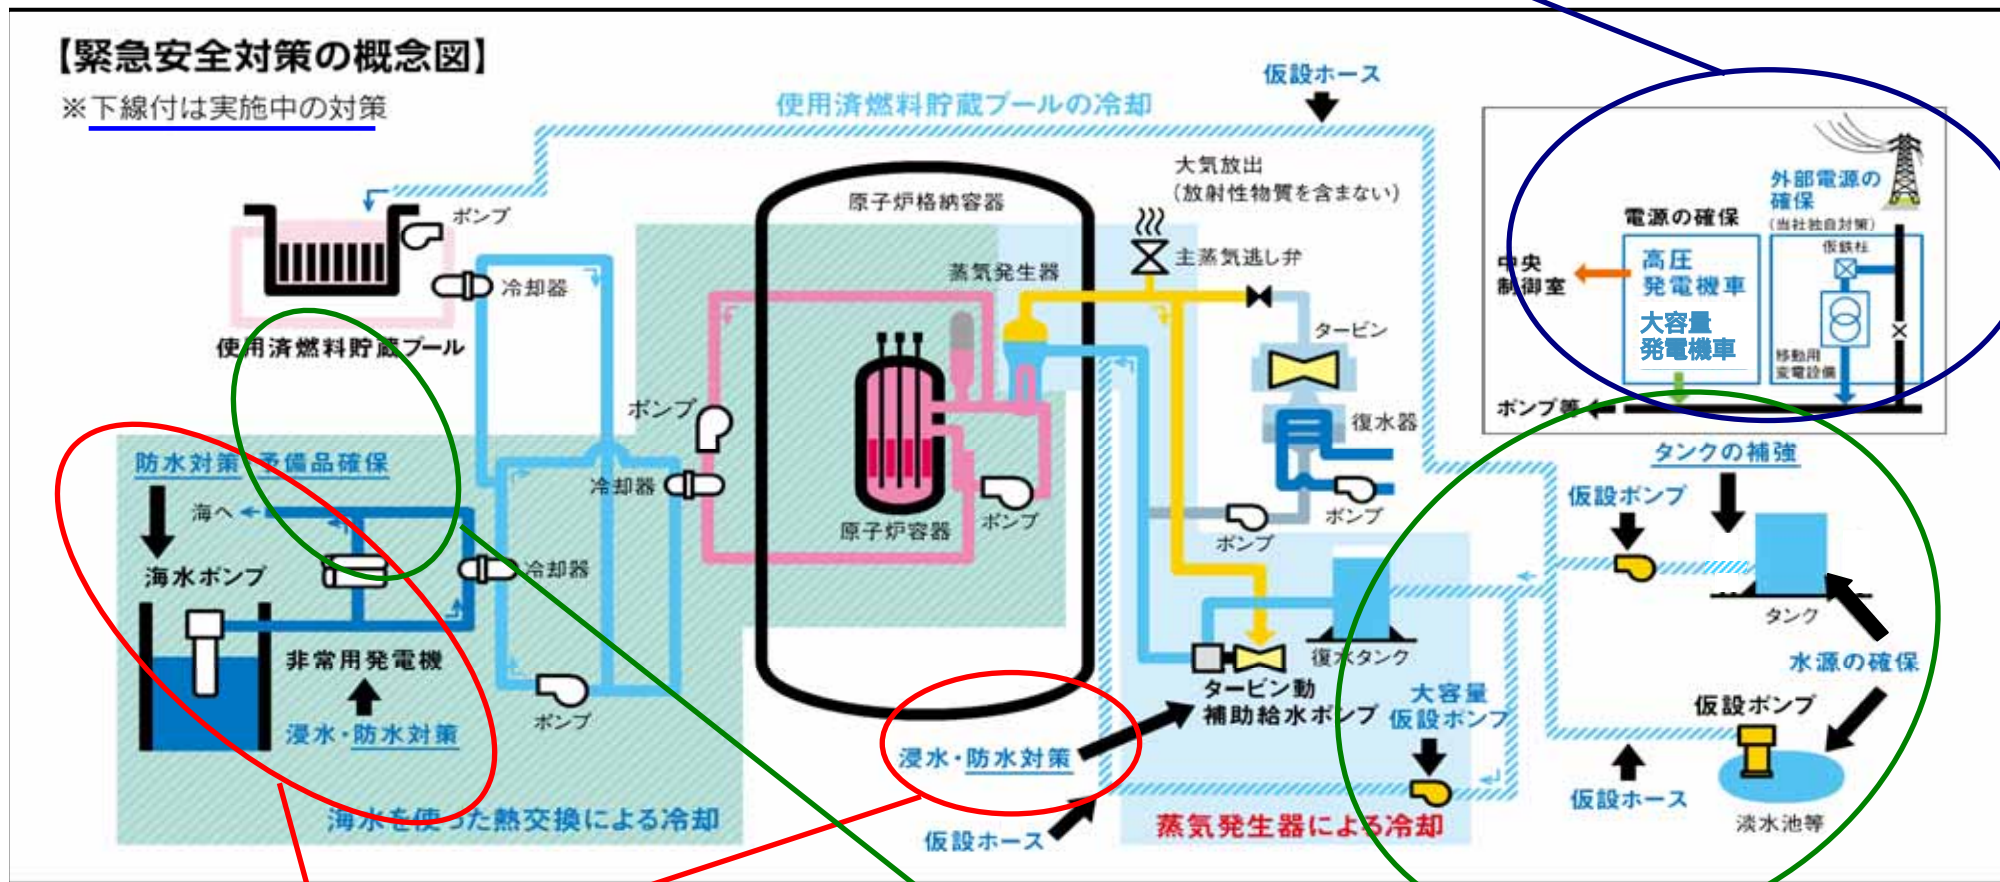 【緊急安全対策の概念図】
※下線付は実施中の対策
使用済燃料貯蔵プールの冷却
仮設ホース
ポンプ
冷却器
使用済燃料貯蔵プール
原子炉格納容器
大気放出
(放射性物質を含まない)
主蒸気逃し弁
蒸気発生器
タービン
復水器
ポンプ
ポンプ
ポンプ
冷却器
原子炉容器
ポンプ
外部電源の
確保
(当社独自対策)
電源の確保
仮鉄柱
高圧
発電機車
大容量
発電機車
移動用
変電設備
中央
制御室
ポンプ等
防水対策・予備品確保
海へ
海水ポンプ
冷却器
非常用発電機
浸水・防水対策
ポンプ
海水を使った熱交換による冷却
タンクの補強
仮設ポンプ
タンク
水源の確保
仮設ポンプ
仮設ホース
淡水池等
復水タンク
タービン動
補助給水ポンプ
大容量
仮設ポンプ
浸水・防水対策
仮設ホース
蒸気発生器による冷却